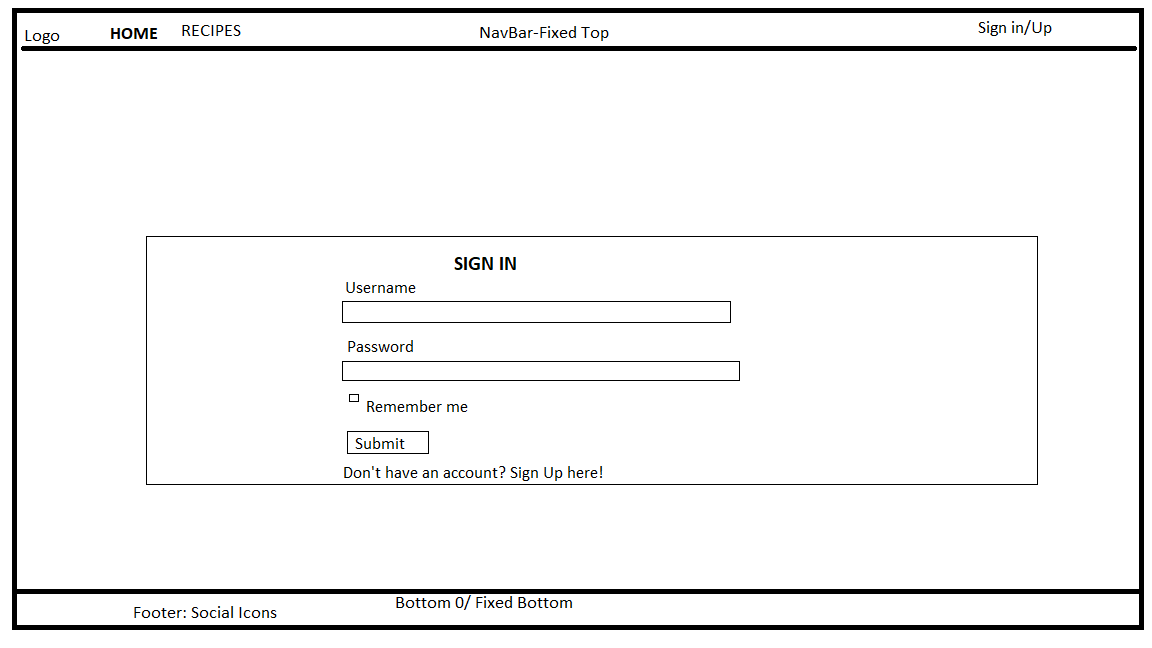 Logo HOME RECIPES NavBar-Fixed Top Sign in/Up
SIGN IN
Username
Password
Remember me
Submit
Don't have an account? Sign Up here!
Footer: Social Icons Bottom 0/ Fixed Bottom